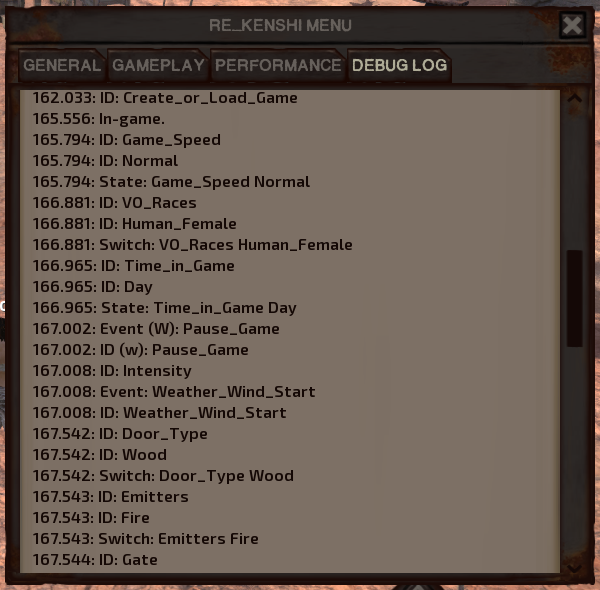 RE_KENSHI MENU
GENERAL GAMEPLAY PERFORMANCE DEBUG LOG
162.033: ID: Create_or_Load_Game
165.556: In-game.
165.794: ID: Game_Speed
165.794: ID: Normal
165.794: State: Game_Speed Normal
166.881: ID: VO_Races
166.881: ID: Human_Female
166.881: Switch: VO_Races Human_Female
166.965: ID: Time_in_Game
166.965: ID: Day
166.965: State: Time_in_Game Day
167.002: Event (W): Pause_Game
167.002: ID (w): Pause_Game
167.008: ID: Intensity
167.008: Event: Weather_Wind_Start
167.008: ID: Weather_Wind_Start
167.542: ID: Door_Type
167.542: ID: Wood
167.542: Switch: Door_Type Wood
167.543: ID: Emitters
167.543: ID: Fire
167.543: Switch: Emitters Fire
167.544: ID: Gate